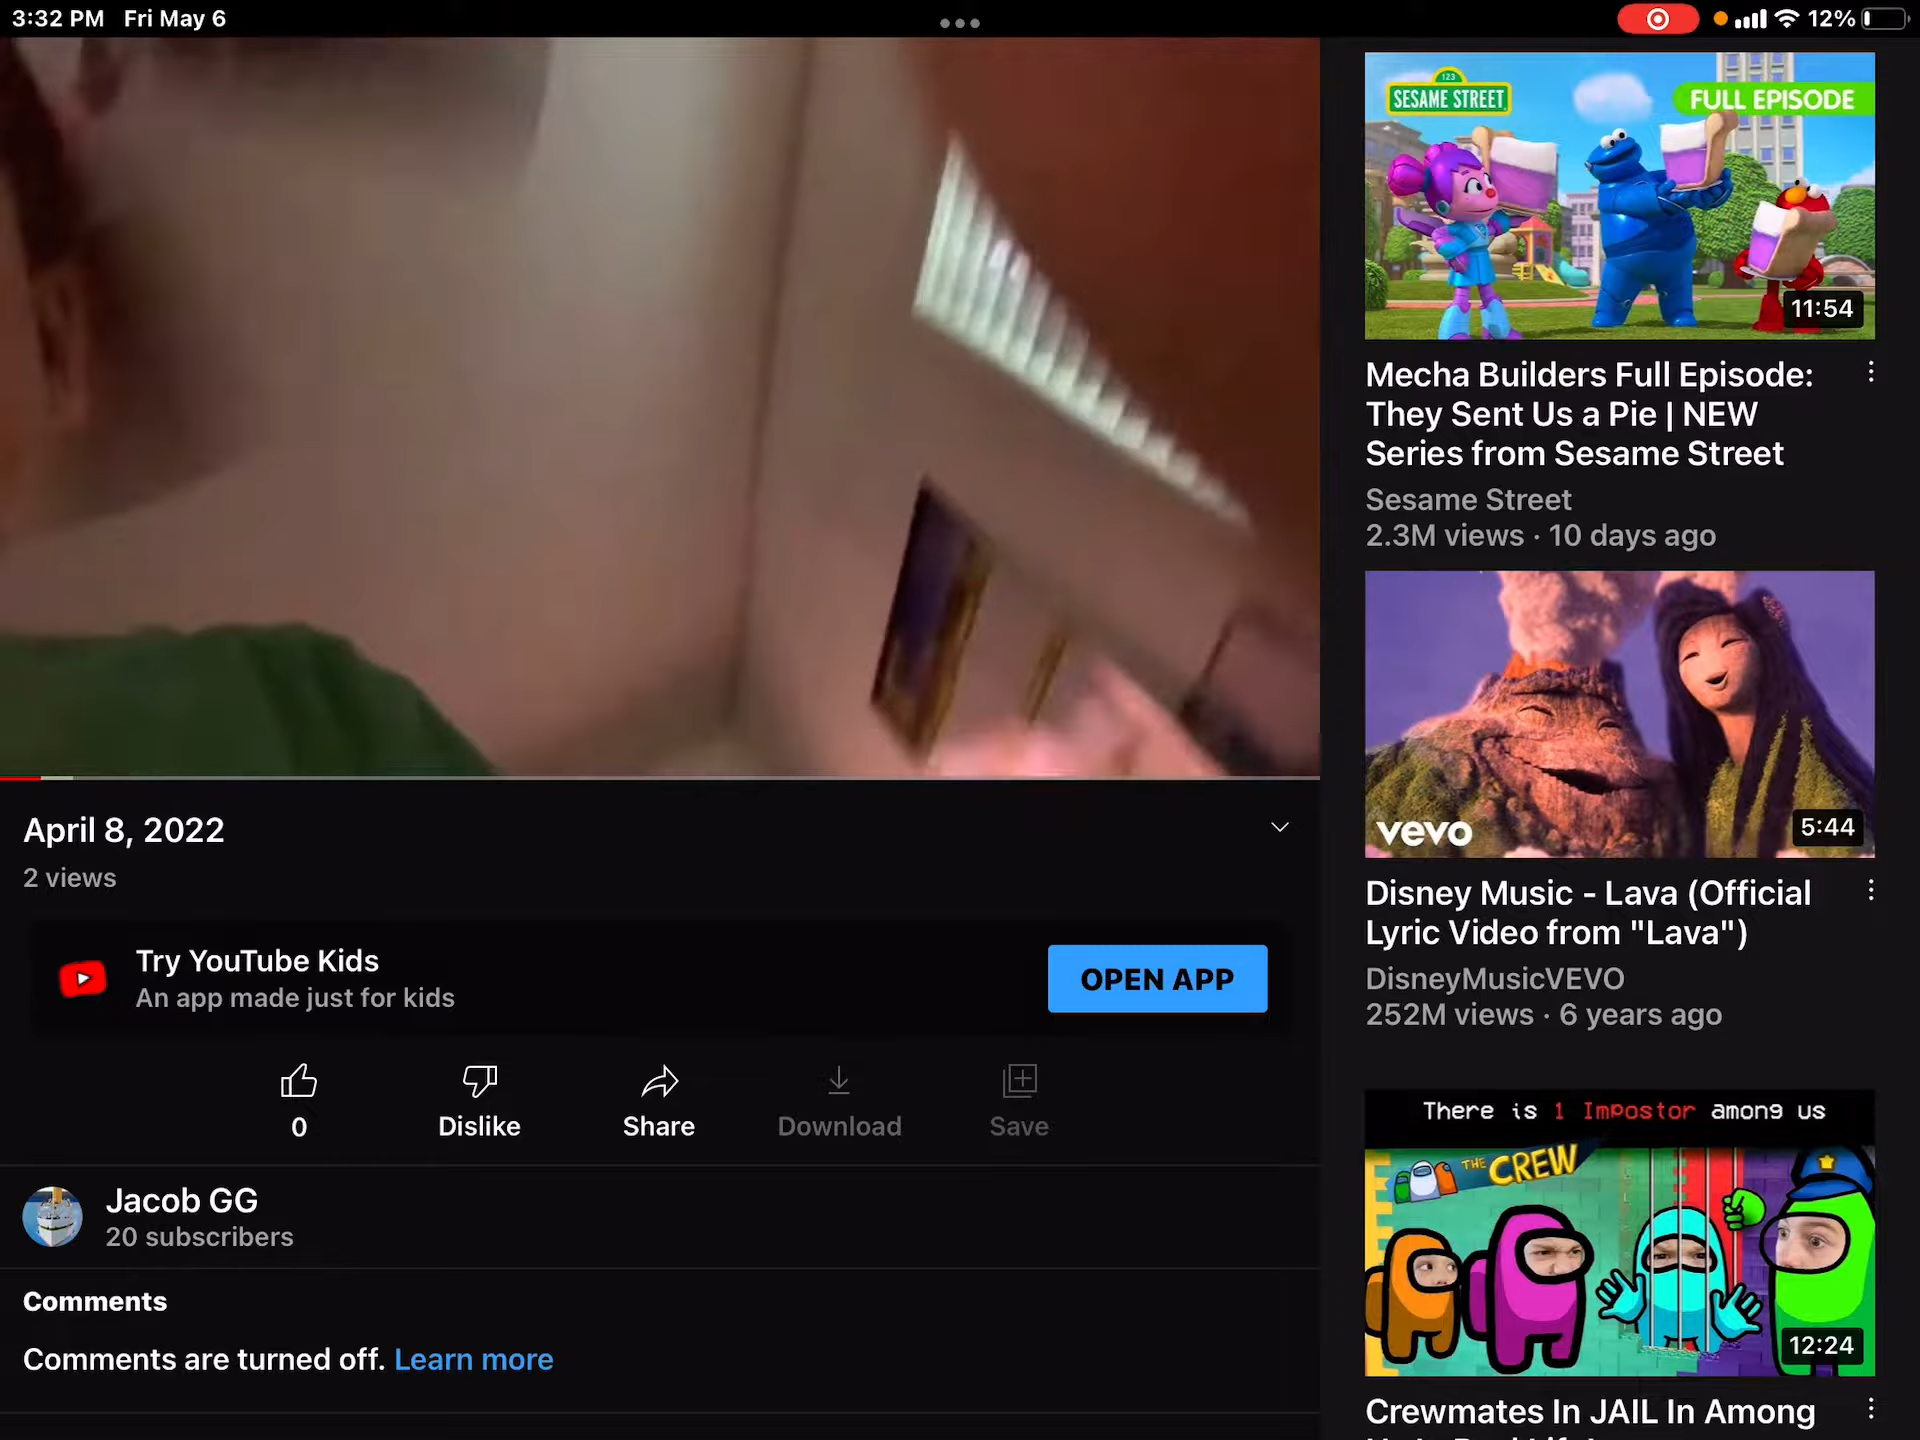 3:32 PM Fri May 6
12%
April 8, 2022
2 views
Try YouTube Kids
An app made just for kids
OPEN APP
0
Dislike
Share
Download
Save
Jacob GG
20 subscribers
Comments
Comments are turned off. Learn more
123
SESAME STREET
FULL EPISODE
11:54
Mecha Builders Full Episode:
They Sent Us a Pie | NEW
Series from Sesame Street
Sesame Street
2.3M views · 10 days ago
vevo
5:44
Disney Music - Lava (Official
Lyric Video from "Lava")
DisneyMusicVEVO
252M views · 6 years ago
There is 1 Impostor among us
THE CREW
12:24
Crewmates In JAIL In Among